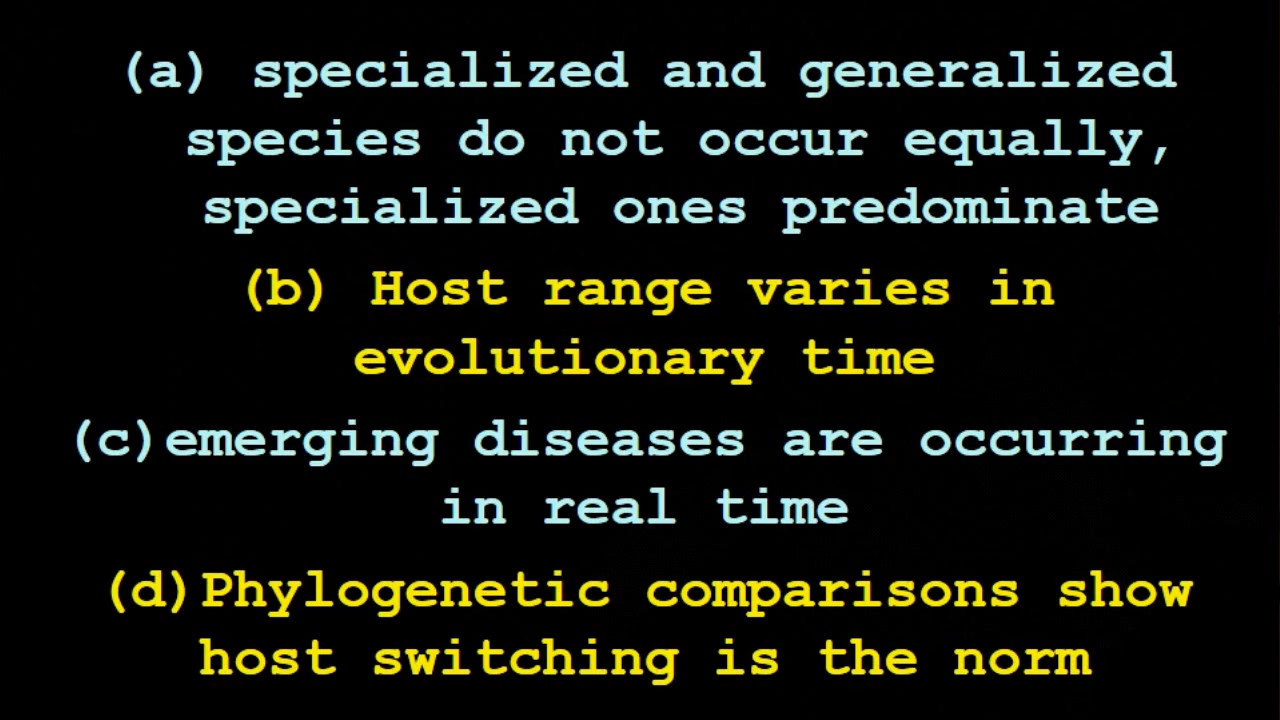 (a) specialized and generalized
species do not occur equally,
specialized ones predominate
(b) Host range varies in
evolutionary time
(c)emerging diseases are occurring
in real time
(d)Phylogenetic comparisons show
host switching is the norm